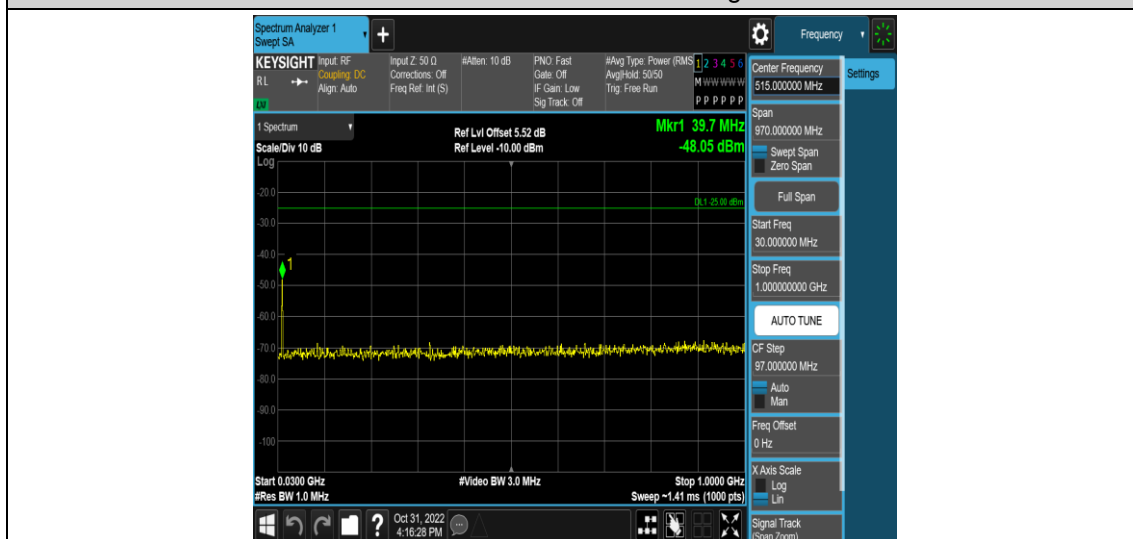 Spectrum Analyzer 1
Swept SA
+
Frequency
KEYSIGHT
RL
LXI
Input: RF
Coupling: DC
Align: Auto
Input Z: 50 Ω
Corrections: Off
Freq Ref: Int (S)
#Atten: 10 dB
PNO: Fast
Gate: Off
IF Gain: Low
Sig Track: Off
#Avg Type: Power (RMS
Avg|Hold: 50/50
Trig: Free Run
1 2 3 4 5 6
M W W W W W
P P P P P P
Center Frequency
515.000000 MHz
Settings
1 Spectrum
Scale/Div 10 dB
Ref Lvl Offset 5.52 dB
Ref Level -10.00 dBm
Mkr1 39.7 MHz
-48.05 dBm
Span
970.000000 MHz
Swept Span
Zero Span
Full Span
Start Freq
30.000000 MHz
Stop Freq
1.000000000 GHz
AUTO TUNE
CF Step
97.000000 MHz
Auto
Man
Freq Offset
0 Hz
X Axis Scale
Log
Lin
Signal Track
(Span Zoom)
Log
-20.0
DL1 -25.00 dBm
-30.0
-40.0
1
-50.0
-60.0
-70.0
-80.0
-90.0
-100
Start 0.0300 GHz
#Video BW 3.0 MHz
Stop 1.0000 GHz
#Res BW 1.0 MHz
Sweep ~1.41 ms (1000 pts)
?
Oct 31, 2022
4:16:28 PM